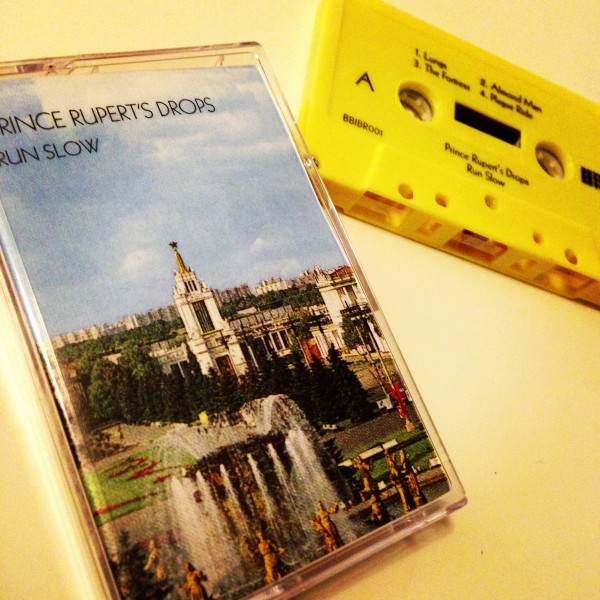 PRINCE RUPERT'S DROPS
RUN SLOW
1. Lungs
2. Almond Man
3. The Fortress
4. Plague Ride
A
BBIBR001
Prince Rupert's Drops
Run Slow